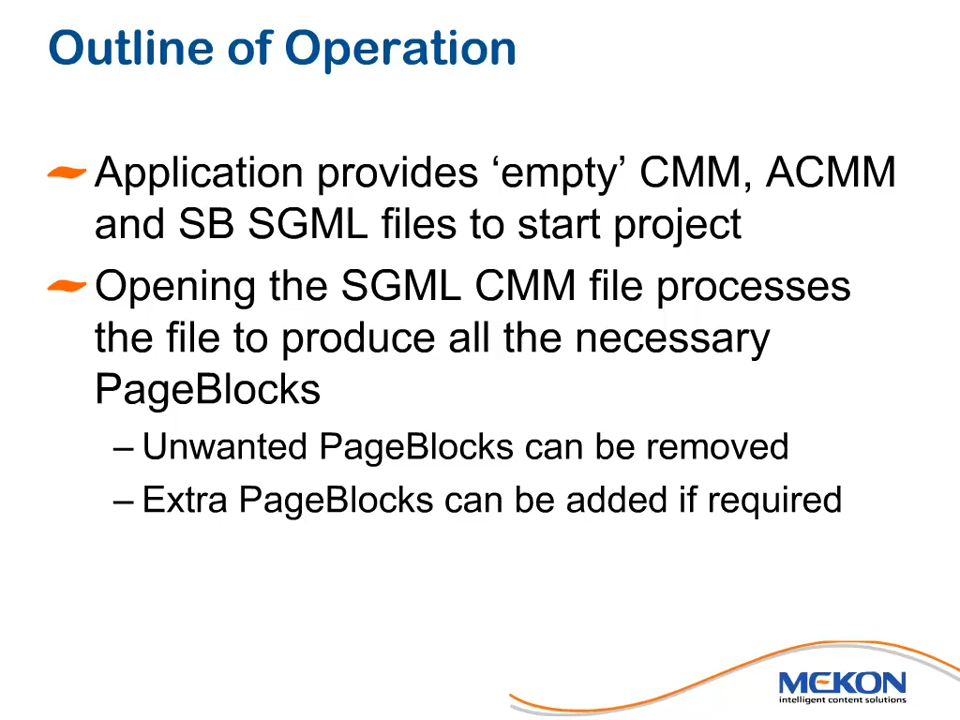 Outline of Operation
Application provides ‘empty’ CMM, ACMM
and SB SGML files to start project
Opening the SGML CMM file processes
the file to produce all the necessary
PageBlocks
– Unwanted PageBlocks can be removed
– Extra PageBlocks can be added if required
MEKON
intelligent content solutions